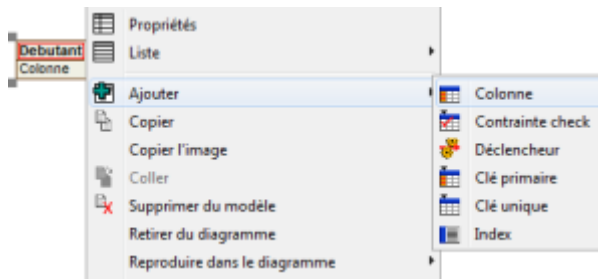 Propriétés
Debutant
Liste
Colonne
Ajouter
Colonne
Copier
Contrainte check
Copier l'image
Déclencheur
Coller
Clé primaire
Supprimer du modèle
Clé unique
Retirer du diagramme
Index
Reproduire dans le diagramme